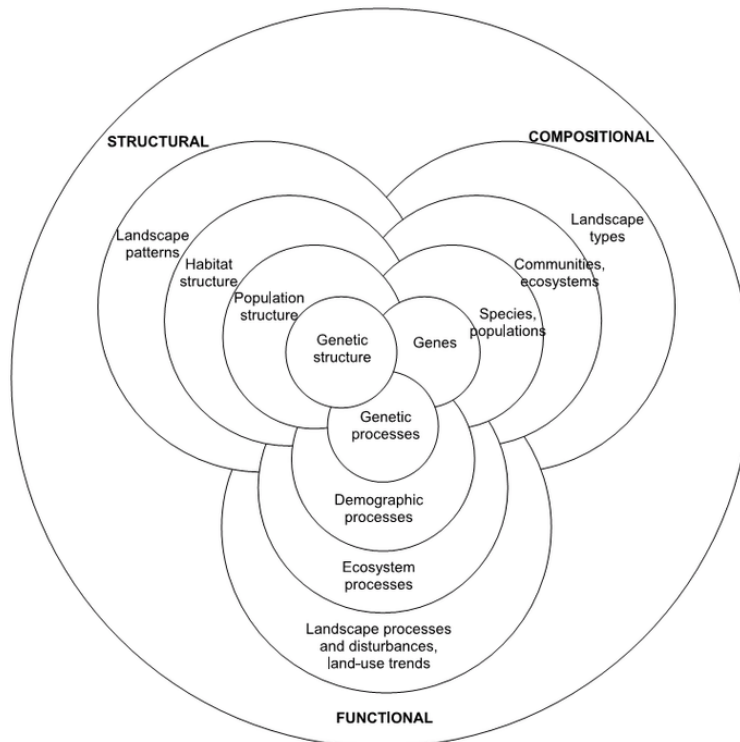 STRUCTURAL
COMPOSITIONAL
Landscape
patterns
Habitat
structure
Population
structure
Genetic
structure
Landscape
types
Communities,
ecosystems
Species,
populations
Genes
Genetic
processes
Demographic
processes
Ecosystem
processes
Landscape processes
and disturbances,
land-use trends
FUNCTIONAL